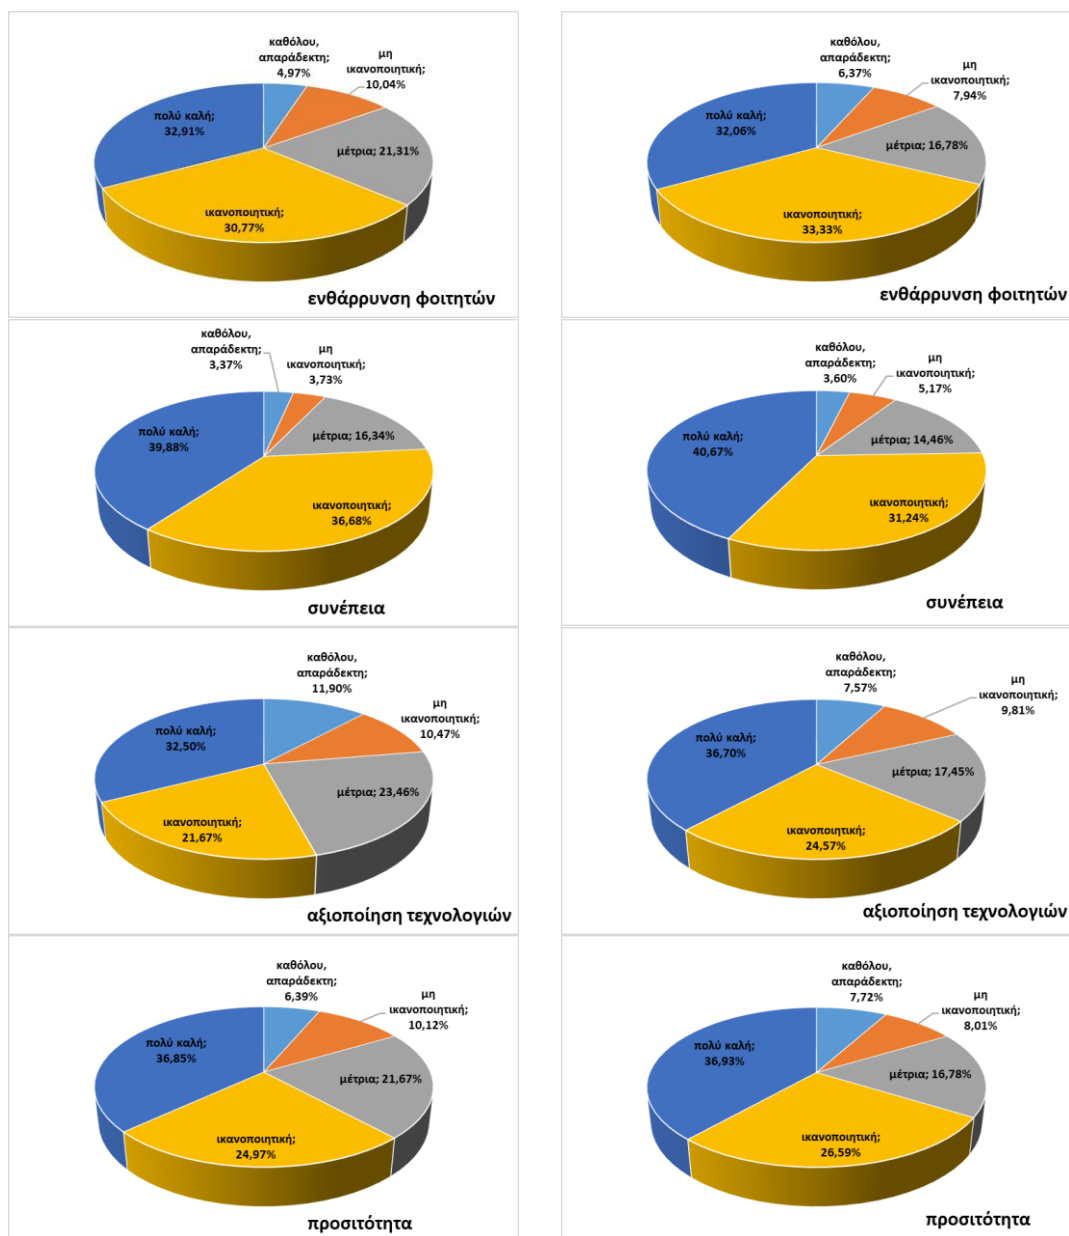 καθόλου,
απαράδεκτη;
4,97%
μη
ικανοποιητική;
10,04%
πολύ καλή;
32,91%
μέτρια; 21,31%
ικανοποιητική;
30,77%
ενθάρρυνση φοιτητών
καθόλου,
απαράδεκτη;
6,37%
μη
ικανοποιητική;
7,94%
πολύ καλή;
32,06%
μέτρια; 16,78%
ικανοποιητική;
33,33%
ενθάρρυνση φοιτητών
καθόλου,
απαράδεκτη;
3,37%
μη
ικανοποιητική;
3,73%
πολύ καλή;
39,88%
μέτρια; 16,34%
ικανοποιητική;
36,68%
συνέπεια
καθόλου,
απαράδεκτη;
3,60%
μη
ικανοποιητική;
5,17%
πολύ καλή;
40,67%
μέτρια; 14,46%
ικανοποιητική;
31,24%
συνέπεια
καθόλου,
απαράδεκτη;
11,90%
μη
ικανοποιητική;
10,47%
πολύ καλή;
32,50%
μέτρια; 23,46%
ικανοποιητική;
21,67%
αξιοποίηση τεχνολογιών
καθόλου,
απαράδεκτη;
7,57%
μη
ικανοποιητική;
9,81%
πολύ καλή;
36,70%
μέτρια; 17,45%
ικανοποιητική;
24,57%
αξιοποίηση τεχνολογιών
καθόλου,
απαράδεκτη;
6,39%
μη
ικανοποιητική;
10,12%
πολύ καλή;
36,85%
μέτρια; 21,67%
ικανοποιητική;
24,97%
προσιτότητα
καθόλου,
απαράδεκτη;
7,72%
μη
ικανοποιητική;
8,01%
πολύ καλή;
36,93%
μέτρια; 16,78%
ικανοποιητική;
26,59%
προσιτότητα